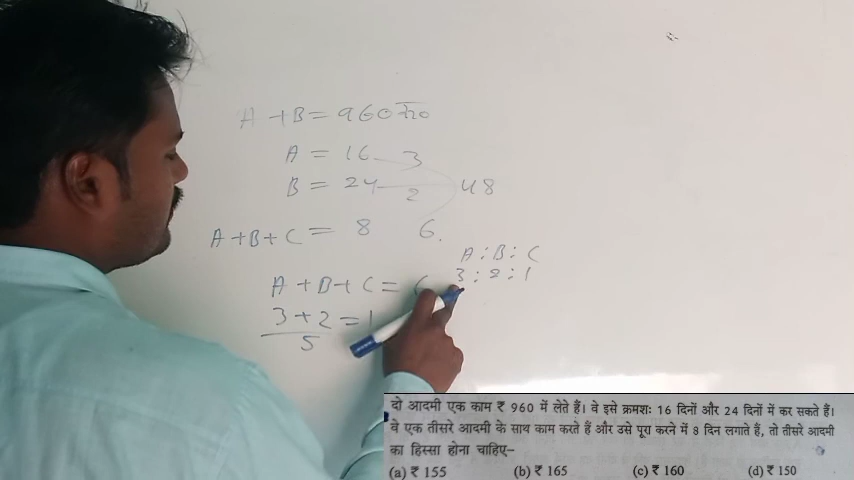 A + B = 960 रू0
A = 16 3
B = 24 2 48
A + B + C = 8 6.
A : B : C
3 : 2 : 1
A + B + C = 6
3 + 2 = 1
5
दो आदमी एक काम ₹ 960 में लेते हैं। वे इसे क्रमशः 16 दिनों और 24 दिनों में कर सकते हैं।
वे एक तीसरे आदमी के साथ काम करते हैं और उसे पूरा करने में 8 दिन लगाते हैं, तो तीसरे आदमी
का हिस्सा होना चाहिए–
(a) ₹ 155 (b) ₹ 165 (c) ₹ 160 (d) ₹ 150